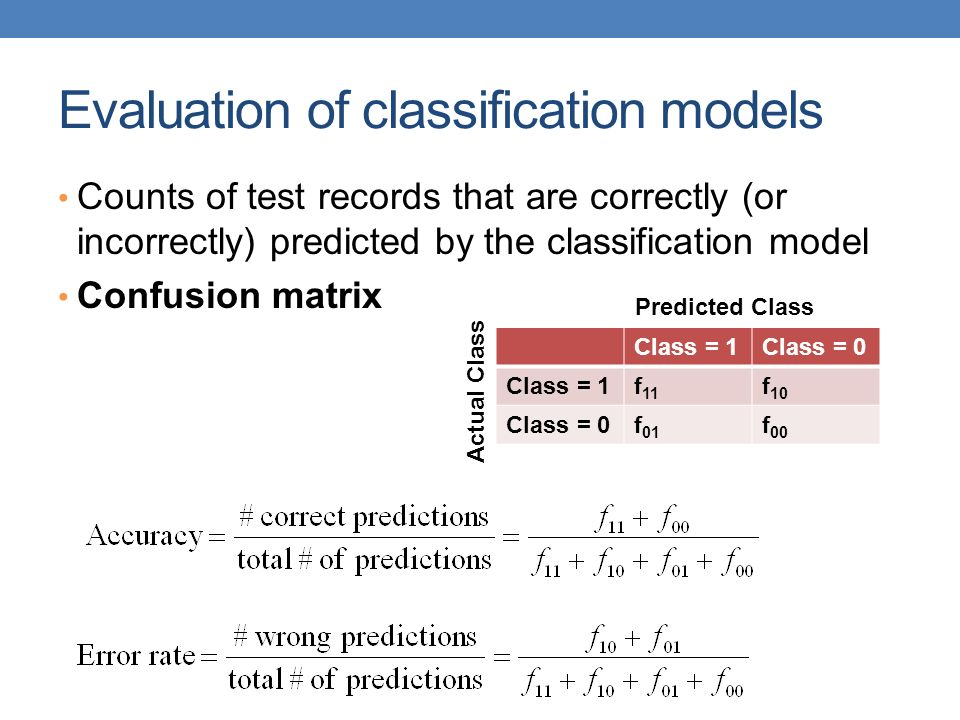 Evaluation of classification models
• Counts of test records that are correctly (or
incorrectly) predicted by the classification model
• Confusion matrix
Predicted Class
Actual Class
Class = 1 Class = 0
Class = 1 f₁₁ f₁₀
Class = 0 f₀₁ f₀₀
Accuracy = # correct predictions / total # of predictions = f₁₁ + f₀₀ / f₁₁ + f₁₀ + f₀₁ + f₀₀
Error rate = # wrong predictions / total # of predictions = f₁₀ + f₀₁ / f₁₁ + f₁₀ + f₀₁ + f₀₀